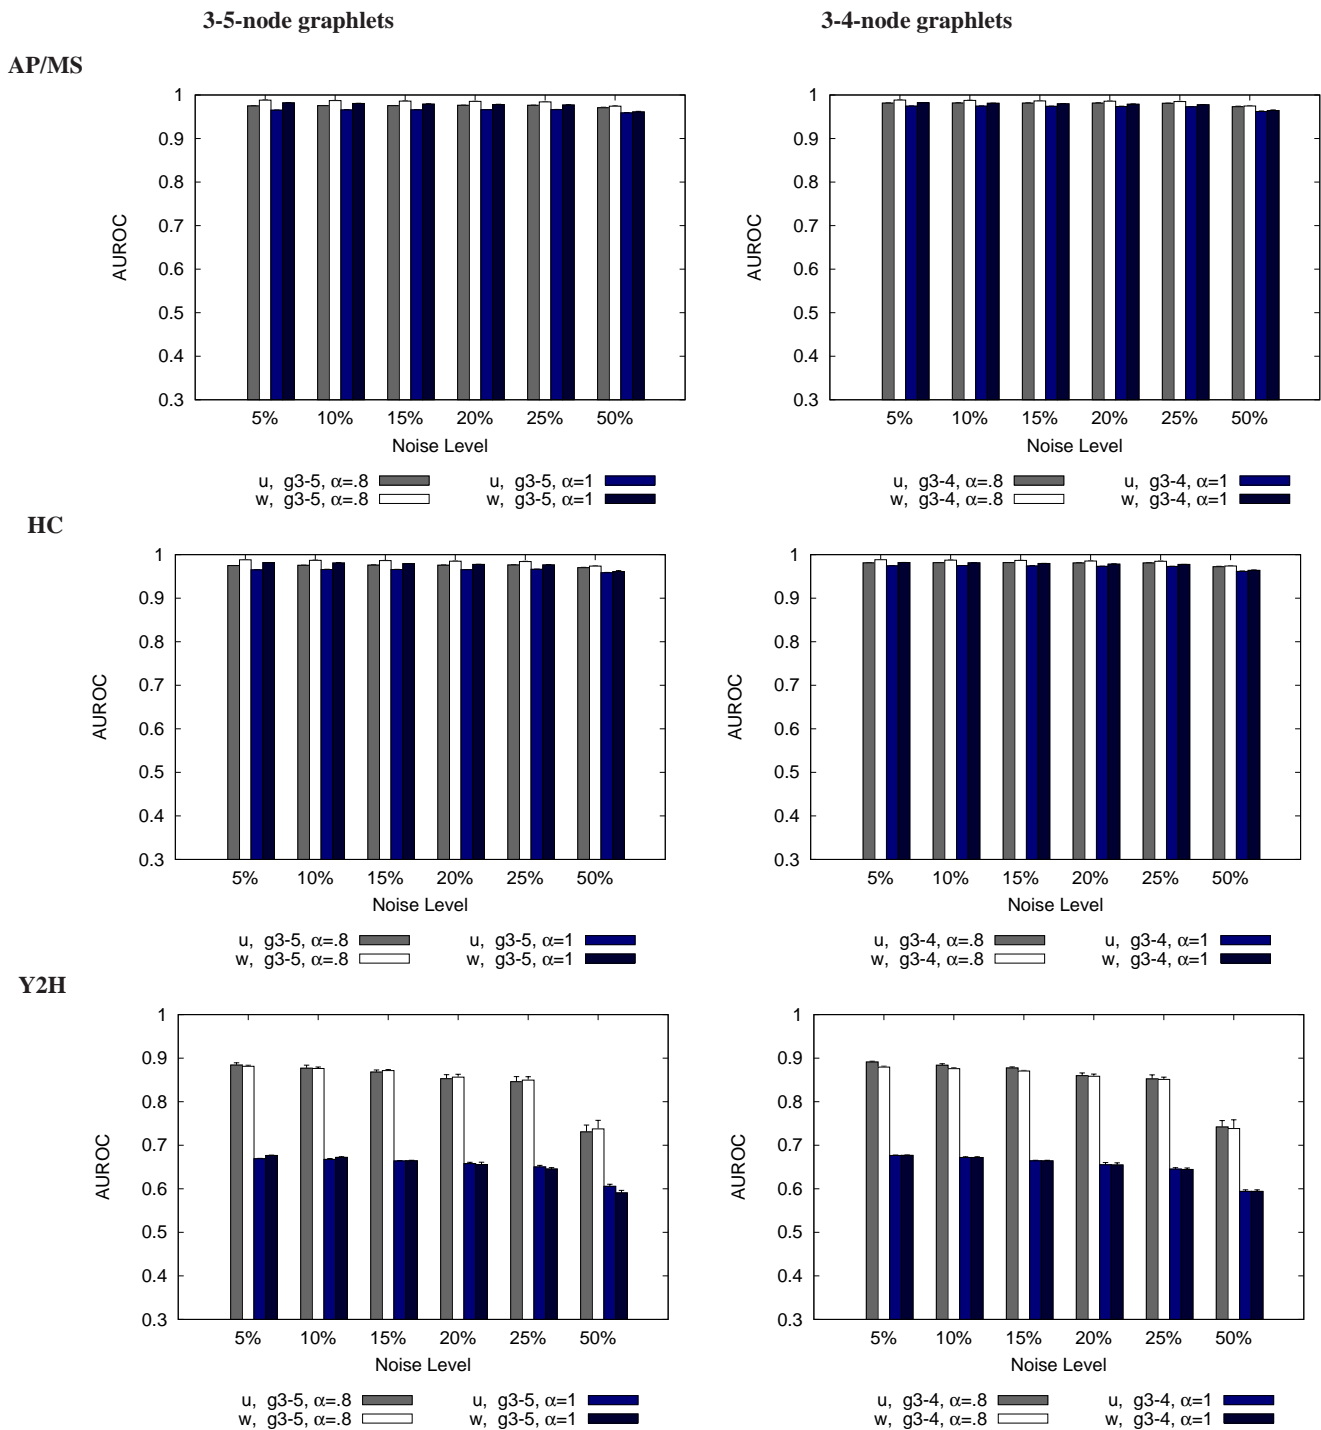 3-5-node graphlets
3-4-node graphlets
AP/MS
1
0.9
0.8
0.7
0.6
0.5
0.4
0.3
AUROC
5% 10% 15% 20% 25% 50%
Noise Level
u, g3-5, α=.8
w, g3-5, α=.8
u, g3-5, α=1
w, g3-5, α=1
1
0.9
0.8
0.7
0.6
0.5
0.4
0.3
AUROC
5% 10% 15% 20% 25% 50%
Noise Level
u, g3-4, α=.8
w, g3-4, α=.8
u, g3-4, α=1
w, g3-4, α=1
HC
1
0.9
0.8
0.7
0.6
0.5
0.4
0.3
AUROC
5% 10% 15% 20% 25% 50%
Noise Level
u, g3-5, α=.8
w, g3-5, α=.8
u, g3-5, α=1
w, g3-5, α=1
1
0.9
0.8
0.7
0.6
0.5
0.4
0.3
AUROC
5% 10% 15% 20% 25% 50%
Noise Level
u, g3-4, α=.8
w, g3-4, α=.8
u, g3-4, α=1
w, g3-4, α=1
Y2H
1
0.9
0.8
0.7
0.6
0.5
0.4
0.3
AUROC
5% 10% 15% 20% 25% 50%
Noise Level
u, g3-5, α=.8
w, g3-5, α=.8
u, g3-5, α=1
w, g3-5, α=1
1
0.9
0.8
0.7
0.6
0.5
0.4
0.3
AUROC
5% 10% 15% 20% 25% 50%
Noise Level
u, g3-4, α=.8
w, g3-4, α=.8
u, g3-4, α=1
w, g3-4, α=1